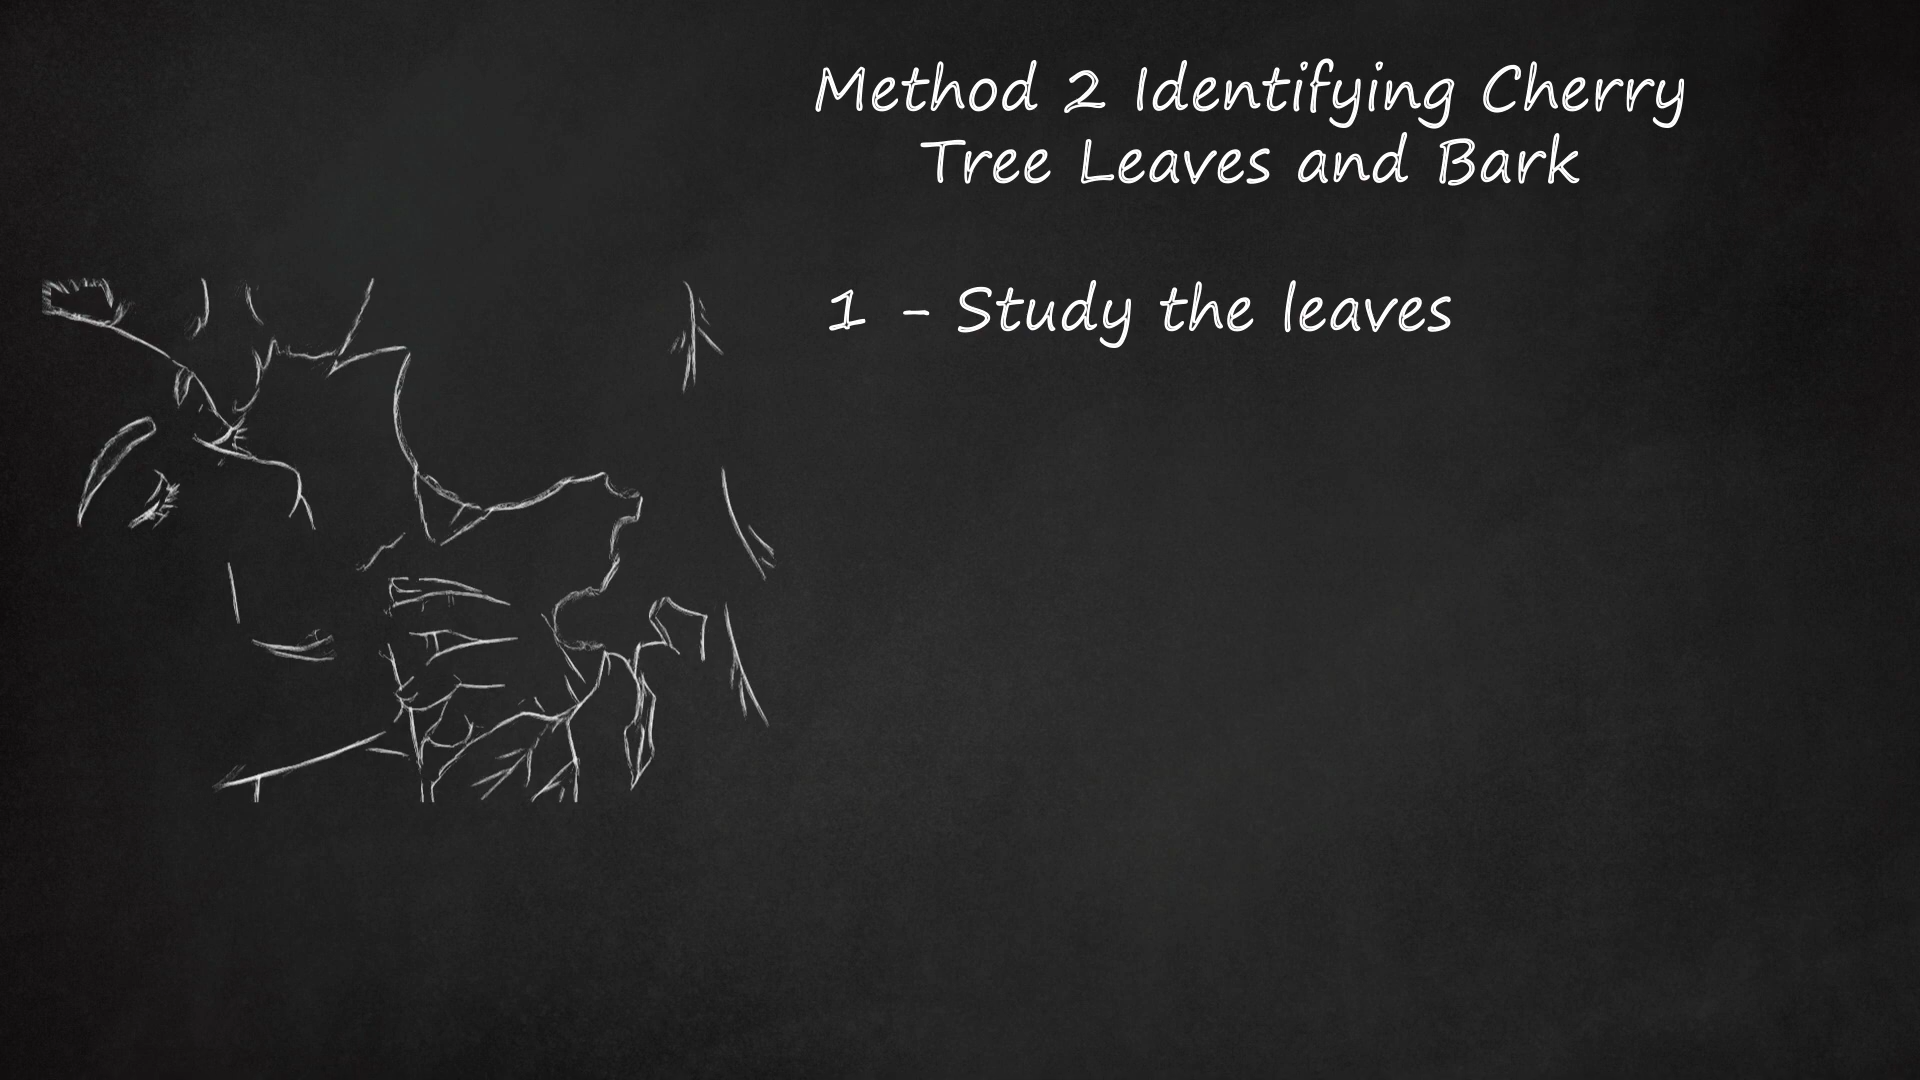 Method 2 Identifying Cherry
Tree Leaves and Bark
1 - Study the leaves